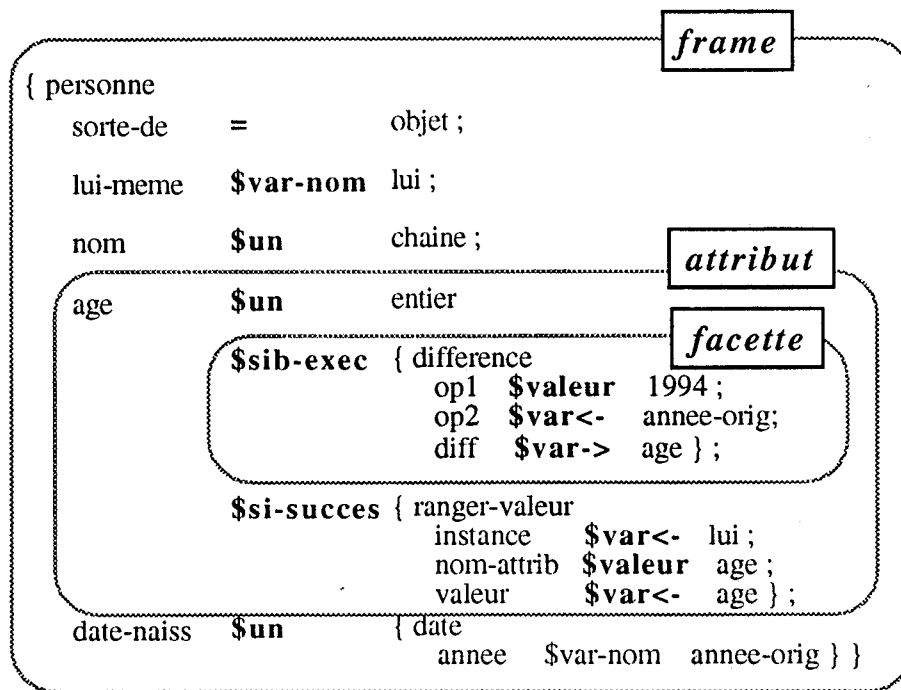 frame
{ personne
sorte-de = objet ;
lui-meme $var-nom lui ;
nom $un chaine ;
attribut
age $un entier
facette
$sib-exec { difference
op1 $valeur 1994 ;
op2 $var<- annee-orig;
diff $var-> age } ;
$si-succes { ranger-valeur
instance $var<- lui ;
nom-attrib $valeur age ;
valeur $var<- age } ;
date-naiss $un { date
annee $var-nom annee-orig } }